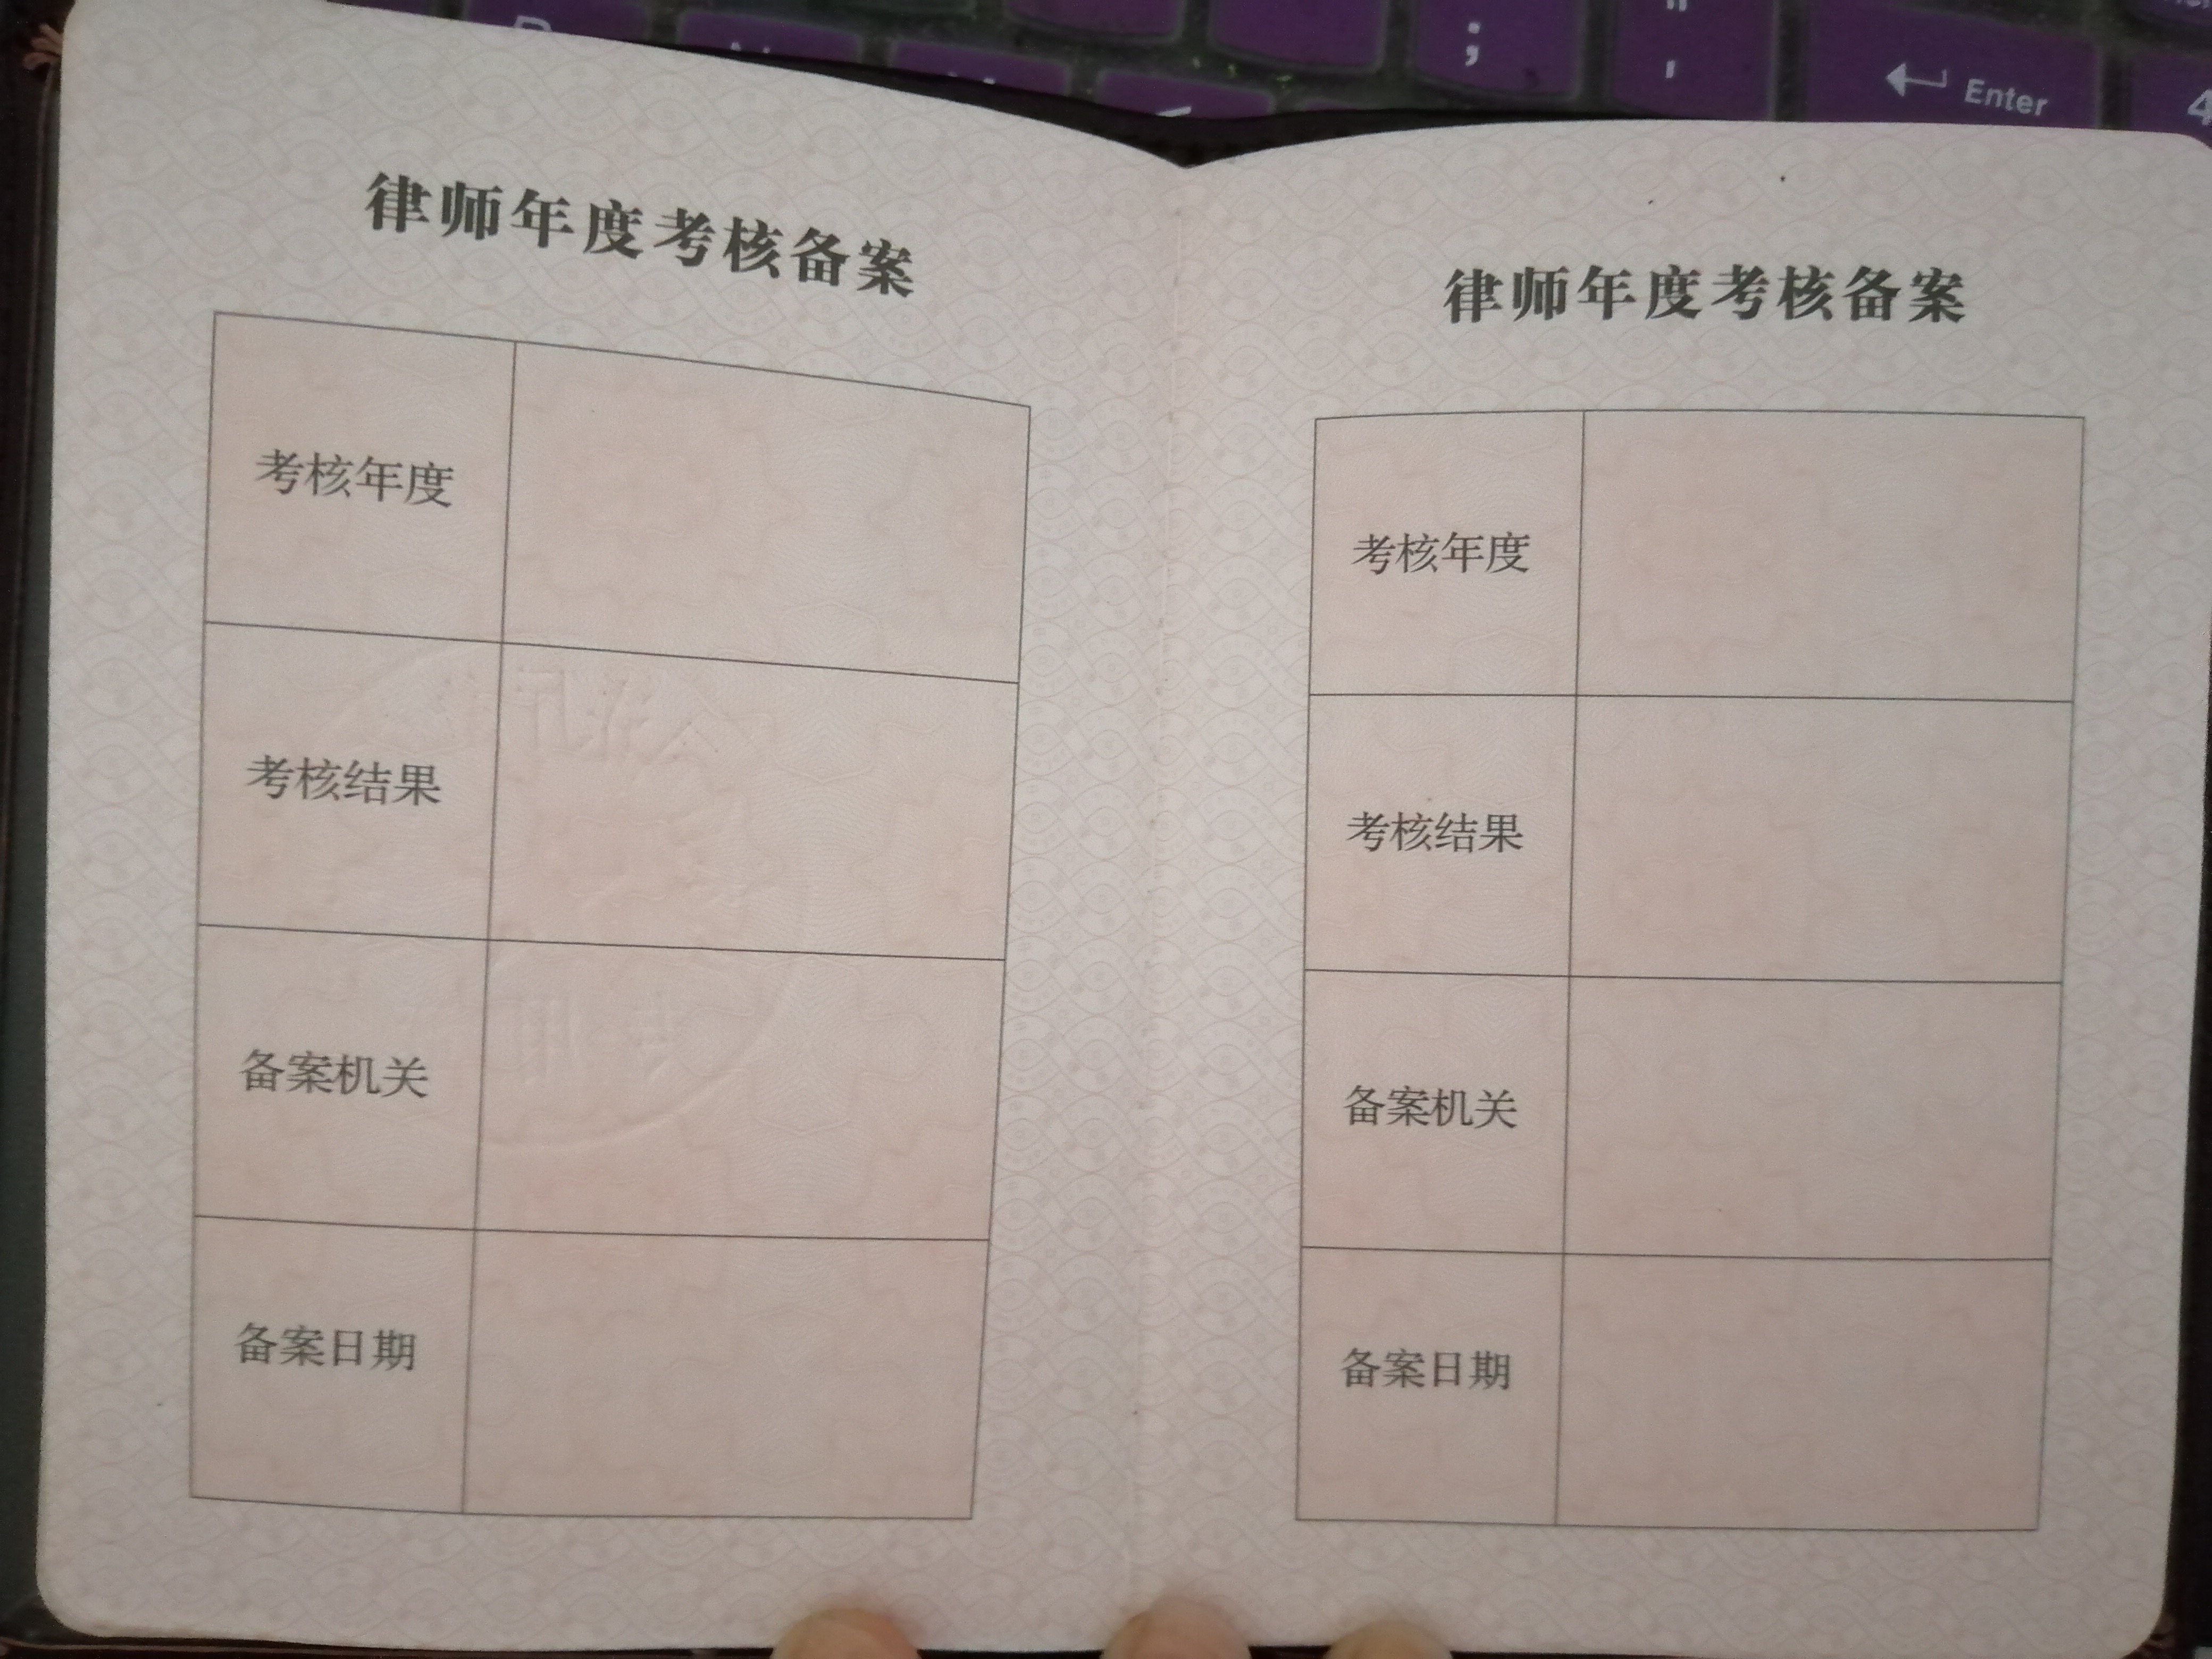 ; "
' Enter 4
律师年度考核备案
考核年度
考核结果
备案机关
备案日期
律师年度考核备案
考核年度
考核结果
备案机关
备案日期